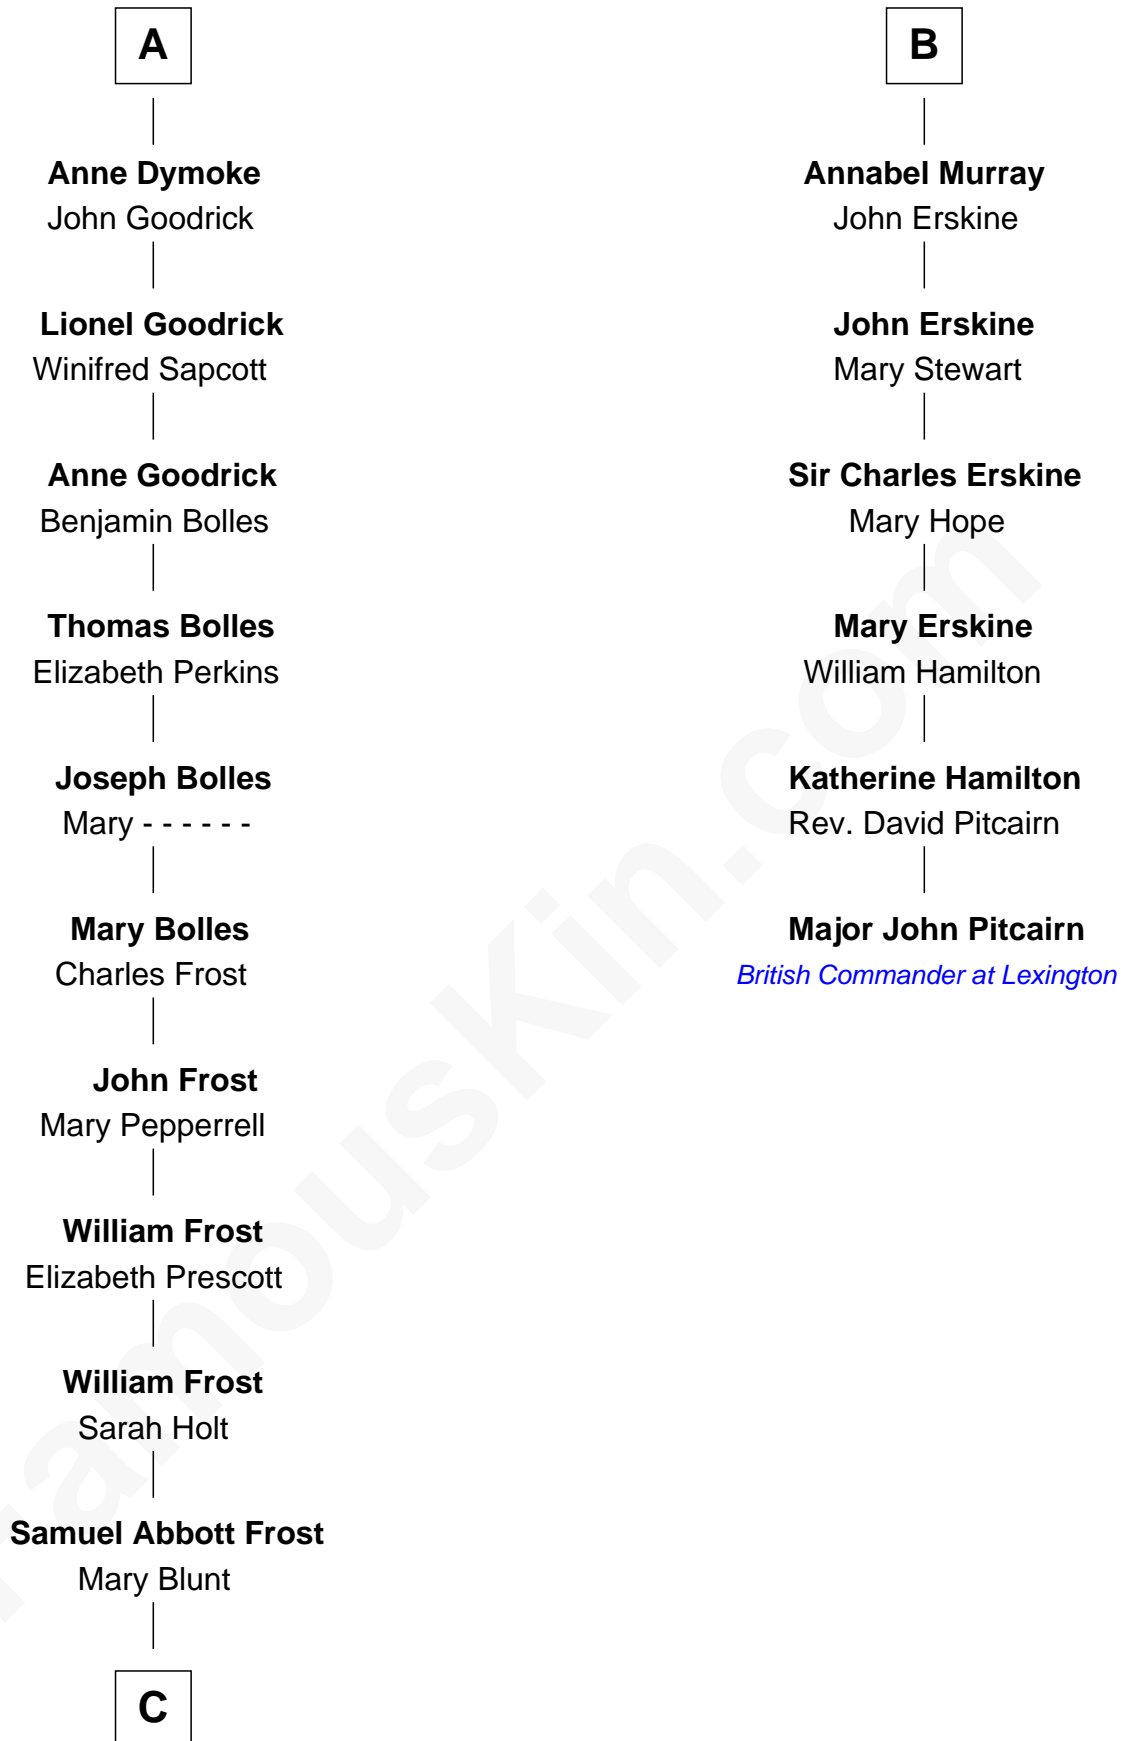 A
Anne Dymoke
John Goodrick
Lionel Goodrick
Winifred Sapcott
Anne Goodrick
Benjamin Bolles
Thomas Bolles
Elizabeth Perkins
Joseph Bolles
Mary - - - - - -
Mary Bolles
Charles Frost
John Frost
Mary Pepperrell
William Frost
Elizabeth Prescott
William Frost
Sarah Holt
Samuel Abbott Frost
Mary Blunt
C
B
Annabel Murray
John Erskine
John Erskine
Mary Stewart
Sir Charles Erskine
Mary Hope
Mary Erskine
William Hamilton
Katherine Hamilton
Rev. David Pitcairn
Major John Pitcairn
British Commander at Lexington
FamousKin.com